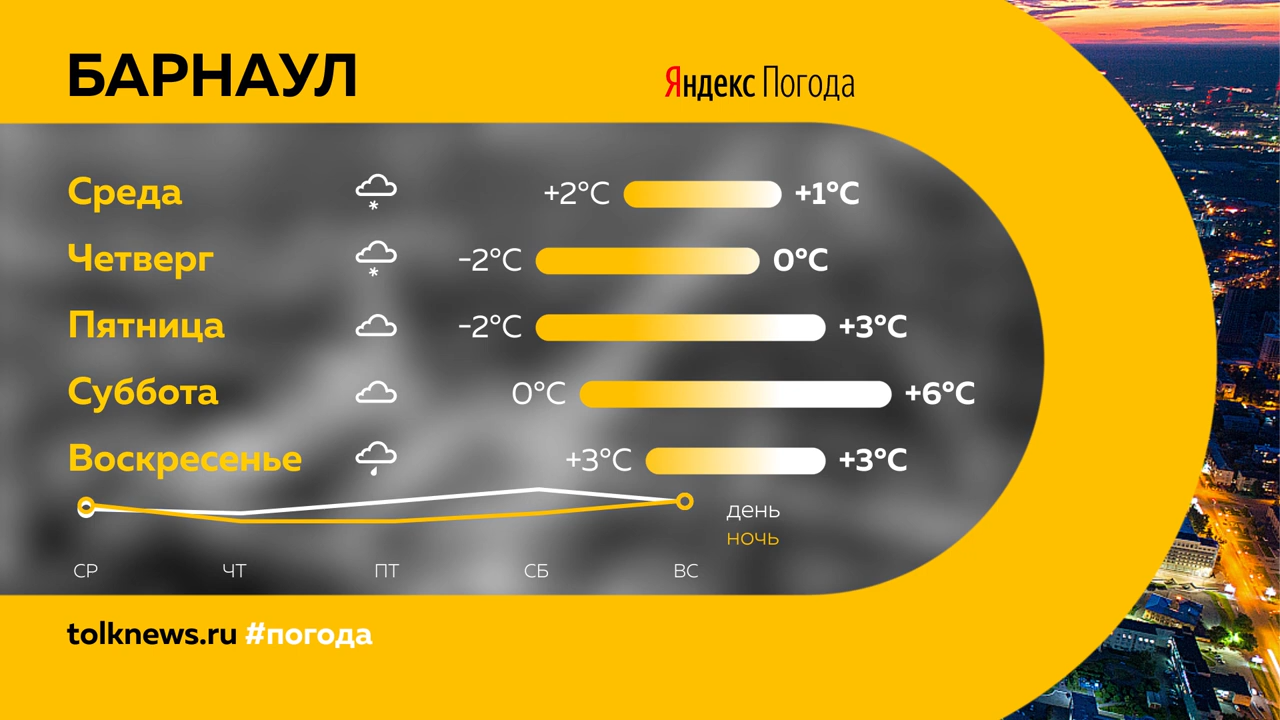 БАРНАУЛ
Яндекс Погода
Среда +2°C +1°C
Четверг -2°C 0°C
Пятница -2°C +3°C
Суббота 0°C +6°C
Воскресенье +3°C +3°C
день
ночь
СР ЧТ ПТ СБ ВС
tolknews.ru #погода